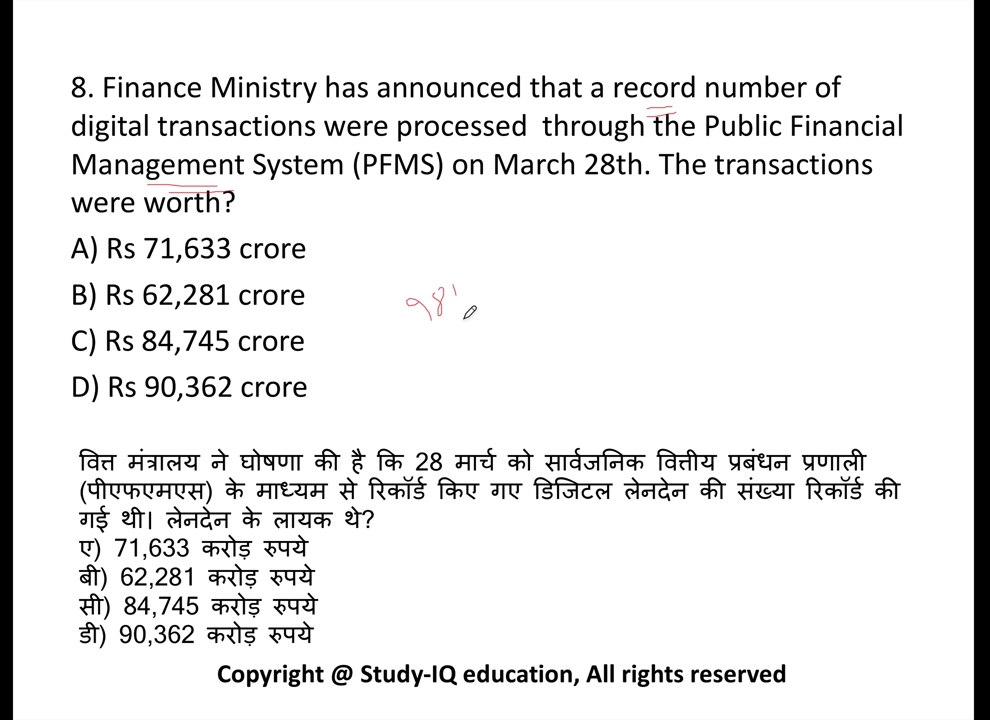 8. Finance Ministry has announced that a record number of
digital transactions were processed through the Public Financial
Management System (PFMS) on March 28th. The transactions
were worth?
A) Rs 71,633 crore
B) Rs 62,281 crore
C) Rs 84,745 crore
D) Rs 90,362 crore
वित्त मंत्रालय ने घोषणा की है कि 28 मार्च को सार्वजनिक वित्तीय प्रबंधन प्रणाली
(पीएफएमएस) के माध्यम से रिकॉर्ड किए गए डिजिटल लेनदेन की संख्या रिकॉर्ड की
गई थी। लेनदेन के लायक थे?
ए) 71,633 करोड़ रुपये
बी) 62,281 करोड़ रुपये
सी) 84,745 करोड़ रुपये
डी) 90,362 करोड़ रुपये
Copyright @ Study-IQ education, All rights reserved